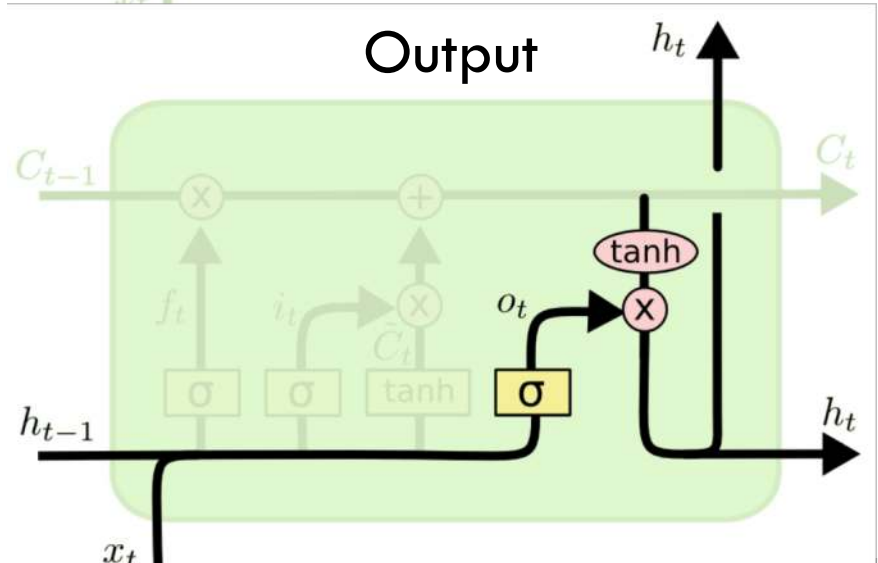 Output
h_t
C_{t-1}
C_t
x
+
tanh
f_t
i_t
x
o_t
x
C̃_t
σ
σ
tanh
σ
h_{t-1}
h_t
x_t